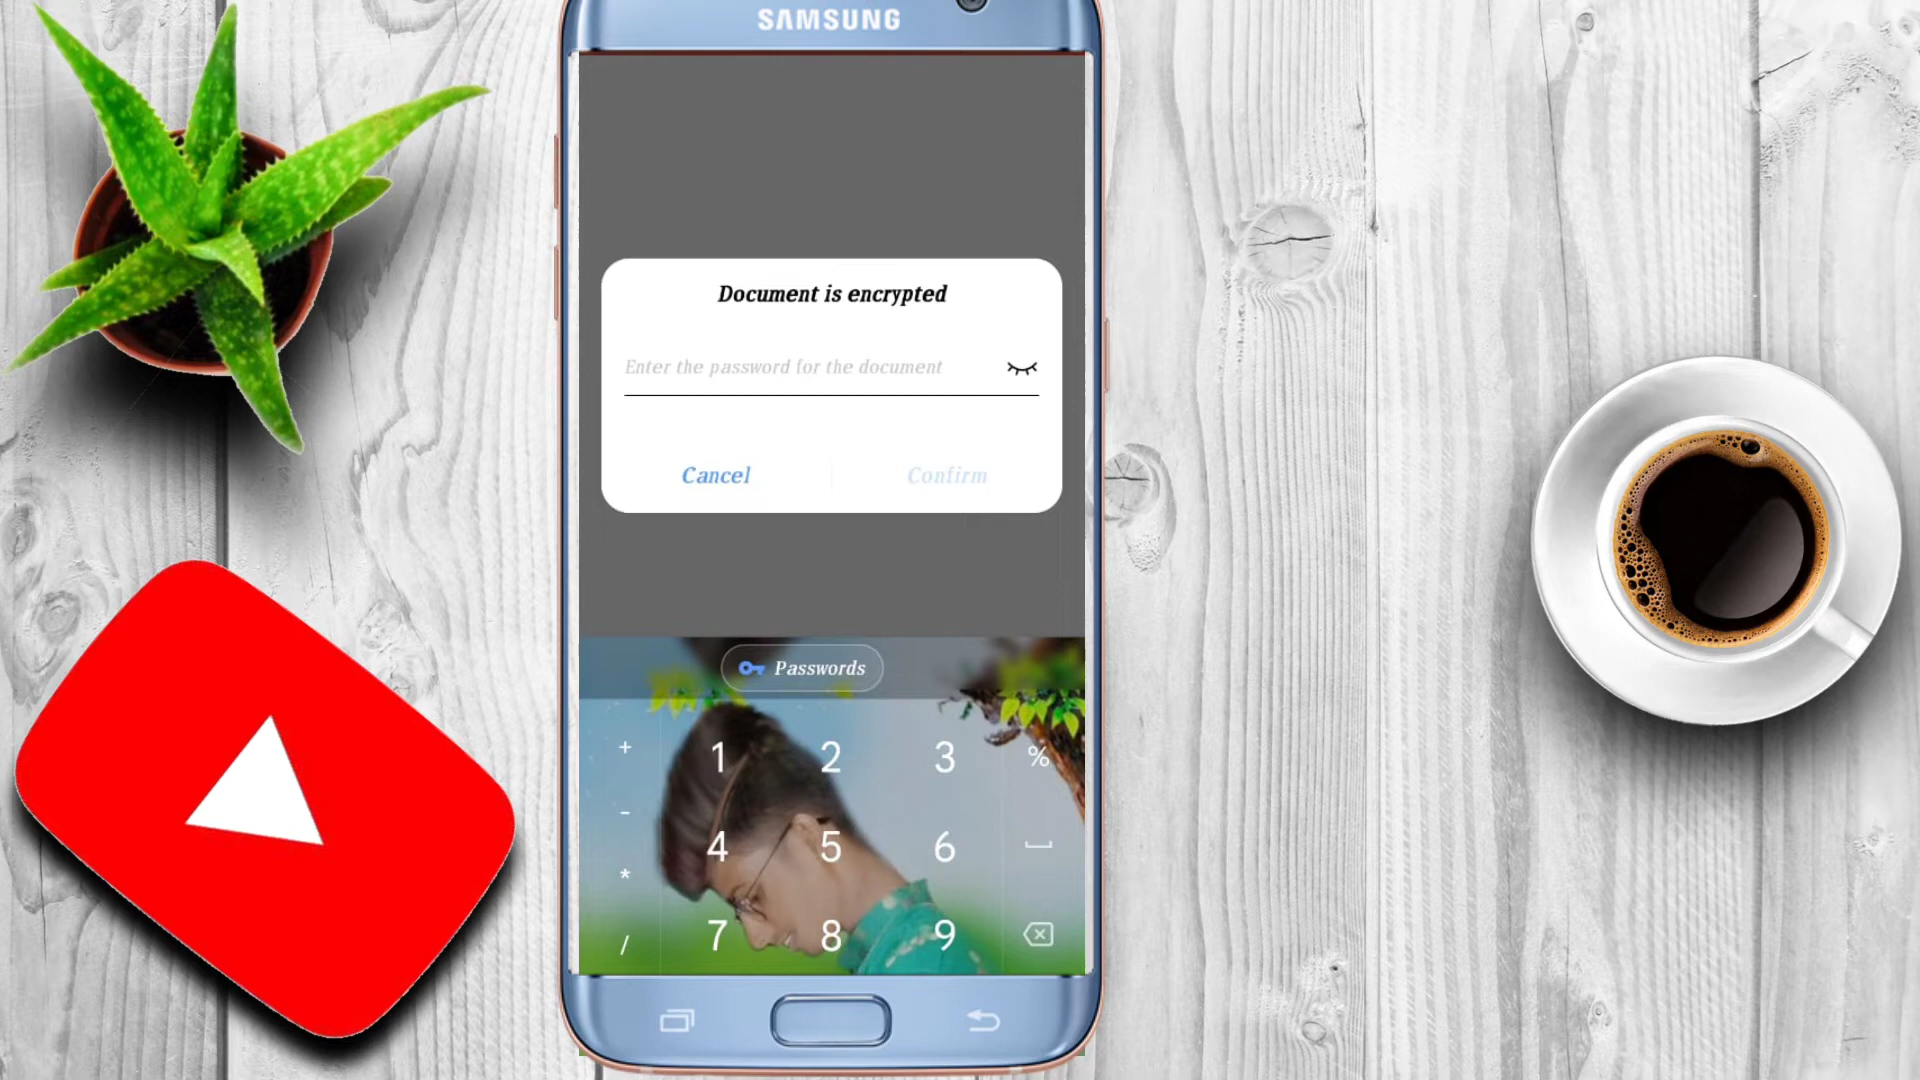 SAMSUNG
Document is encrypted
Enter the password for the document
Cancel
Confirm
Passwords
+ 1 2 3 %
-
4 5 6
*
7 8 9
/